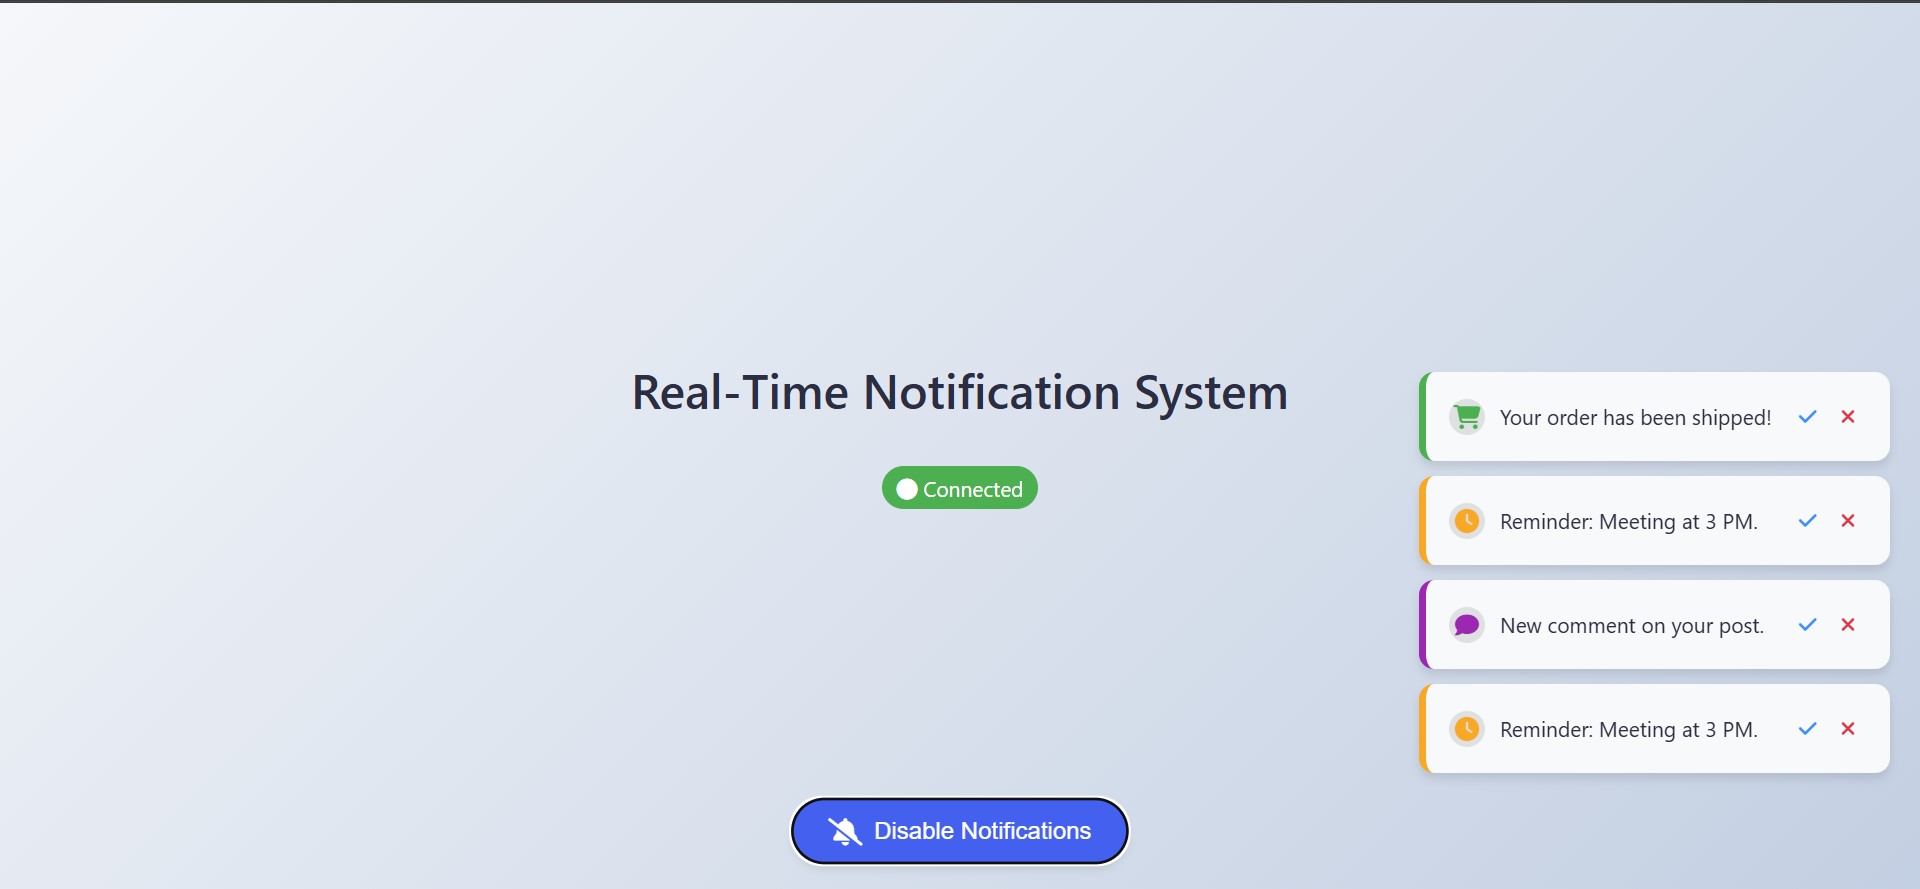 Real-Time Notification System
Connected
Your order has been shipped!
Reminder: Meeting at 3 PM.
New comment on your post.
Reminder: Meeting at 3 PM.
Disable Notifications